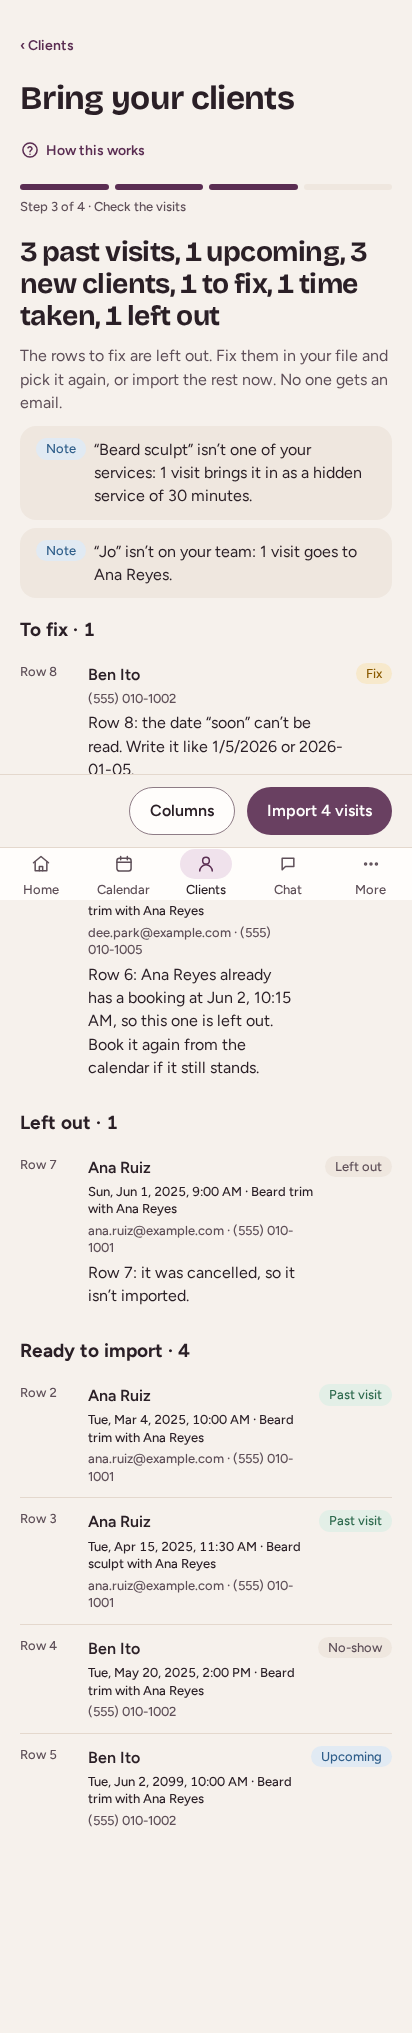 ‹ Clients
Bring your clients
How this works
Step 3 of 4 · Check the visits
3 past visits, 1 upcoming, 3
new clients, 1 to fix, 1 time
taken, 1 left out
The rows to fix are left out. Fix them in your file and
pick it again, or import the rest now. No one gets an
email.
Note
“Beard sculpt” isn’t one of your
services: 1 visit brings it in as a hidden
service of 30 minutes.
Note
“Jo” isn’t on your team: 1 visit goes to
Ana Reyes.
To fix · 1
Row 8
Ben Ito
Fix
(555) 010-1002
Row 8: the date “soon” can’t be
read. Write it like 1/5/2026 or 2026-
01-05.
Columns
Import 4 visits
Home
Calendar
Clients
Chat
More
trim with Ana Reyes
dee.park@example.com · (555)
010-1005
Row 6: Ana Reyes already
has a booking at Jun 2, 10:15
AM, so this one is left out.
Book it again from the
calendar if it still stands.
Left out · 1
Row 7
Ana Ruiz
Left out
Sun, Jun 1, 2025, 9:00 AM · Beard trim
with Ana Reyes
ana.ruiz@example.com · (555) 010-
1001
Row 7: it was cancelled, so it
isn’t imported.
Ready to import · 4
Row 2
Ana Ruiz
Past visit
Tue, Mar 4, 2025, 10:00 AM · Beard
trim with Ana Reyes
ana.ruiz@example.com · (555) 010-
1001
Row 3
Ana Ruiz
Past visit
Tue, Apr 15, 2025, 11:30 AM · Beard
sculpt with Ana Reyes
ana.ruiz@example.com · (555) 010-
1001
Row 4
Ben Ito
No-show
Tue, May 20, 2025, 2:00 PM · Beard
trim with Ana Reyes
(555) 010-1002
Row 5
Ben Ito
Upcoming
Tue, Jun 2, 2099, 10:00 AM · Beard
trim with Ana Reyes
(555) 010-1002